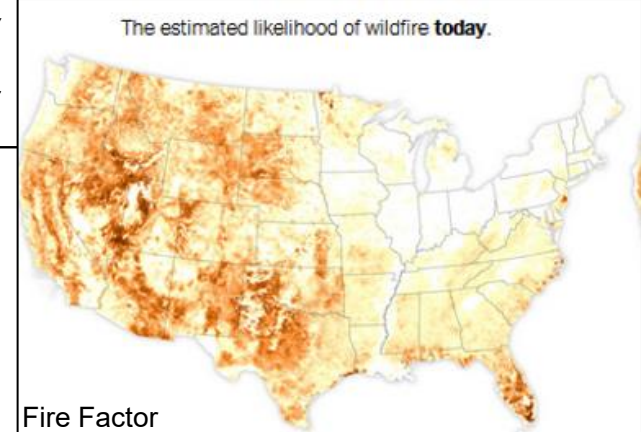 The estimated likelihood of wildfire today.
Fire Factor